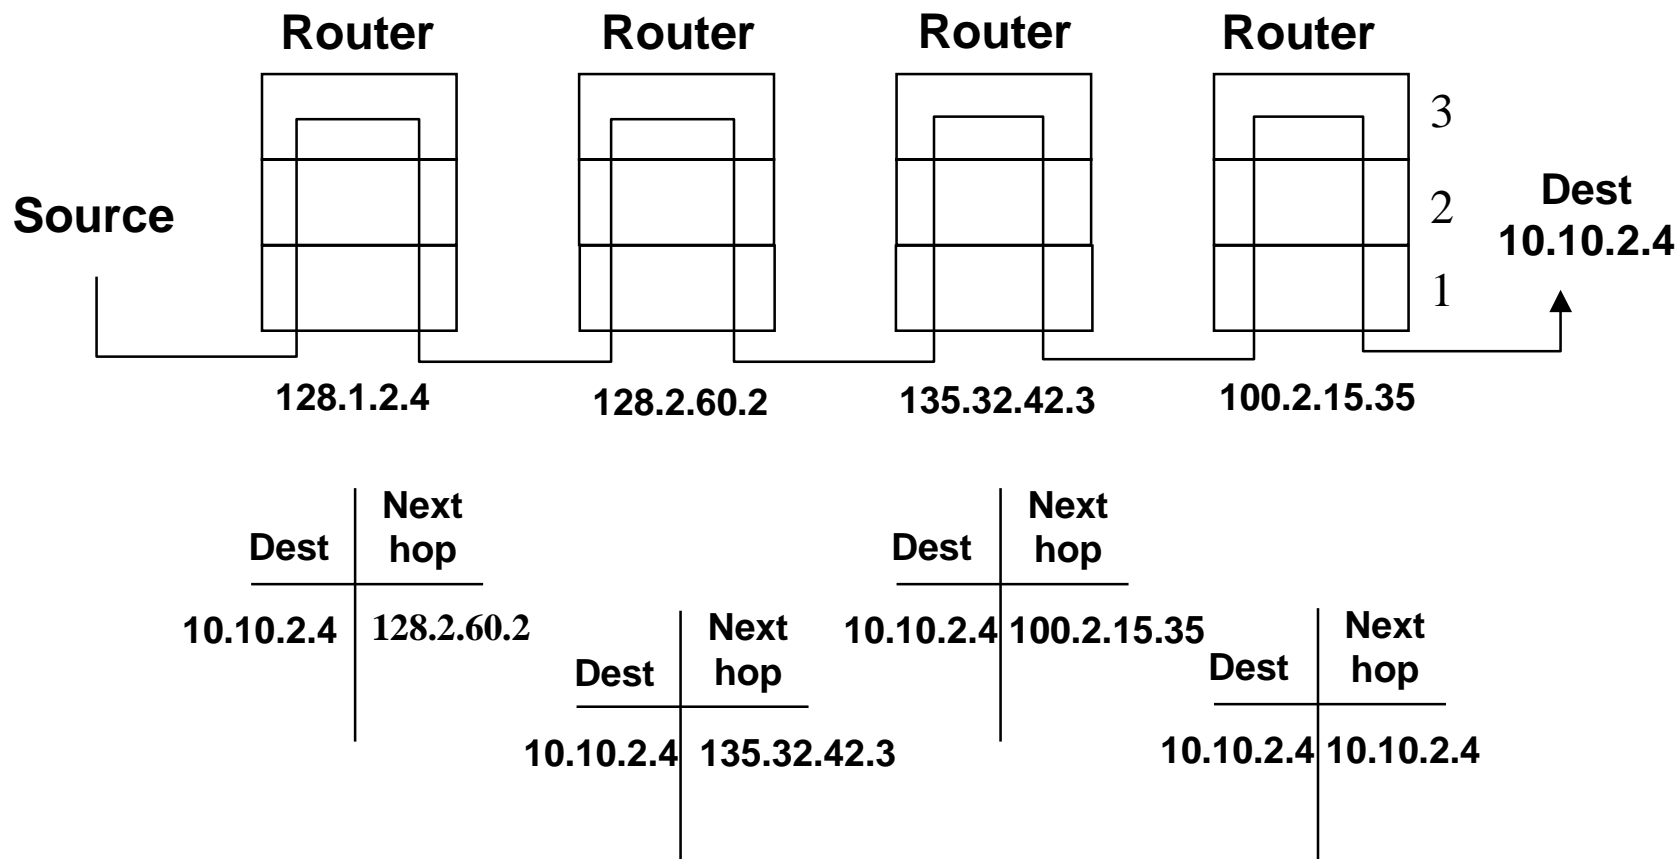 Router Router Router Router
3
2
1
Source
Dest
10.10.2.4
128.1.2.4 128.2.60.2 135.32.42.3 100.2.15.35
Dest
Next
hop
10.10.2.4 128.2.60.2
Dest
Next
hop
10.10.2.4 135.32.42.3
Dest
Next
hop
10.10.2.4 100.2.15.35
Dest
Next
hop
10.10.2.4 10.10.2.4